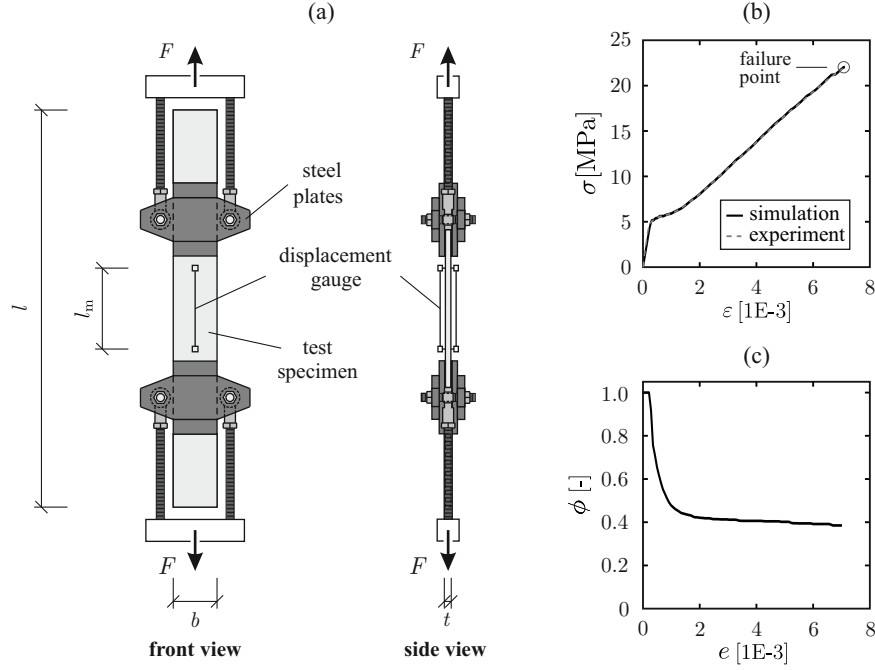 (a)
F
F
steel
plates
displacement
gauge
test
specimen
l
l_m
F
F
b
t
front view
side view
(b)
25
20
15
10
5
0
σ [MPa]
failure
point
simulation
experiment
0
2
4
6
8
ε [1E-3]
(c)
1.0
0.8
0.6
0.4
0.2
0
ϕ [-]
0
2
4
6
8
e [1E-3]